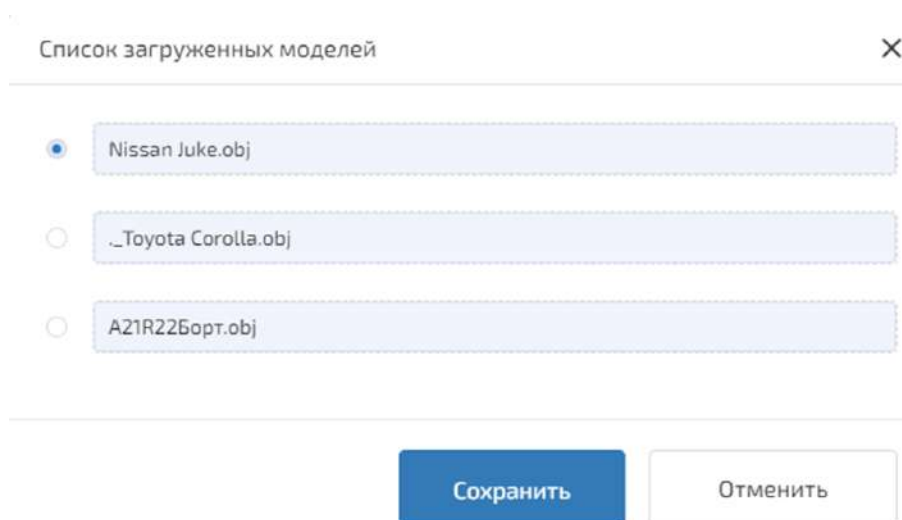 Список загруженных моделей
Nissan Juke.obj
._Toyota Corolla.obj
A21R22Борт.obj
Сохранить
Отменить